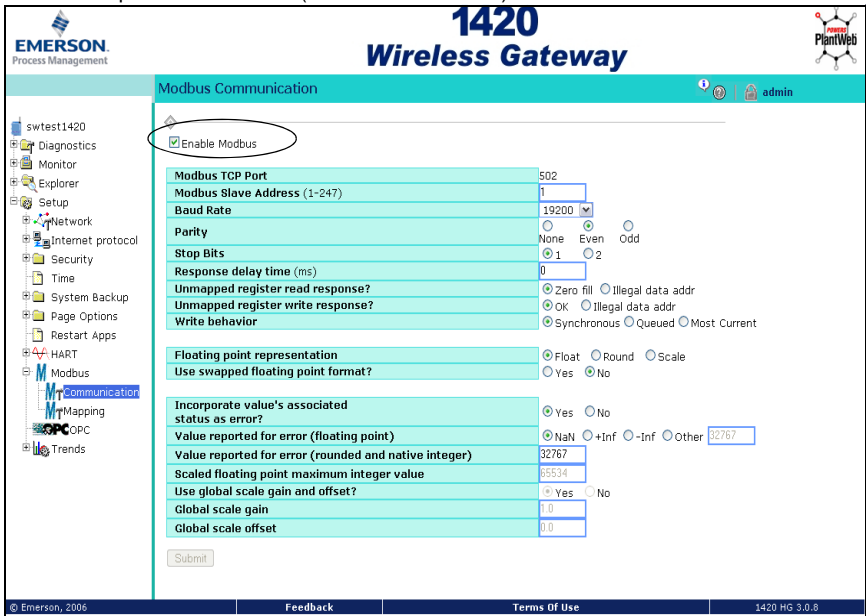 1420
Wireless Gateway
EMERSON.
Process Management
POWERS
PlantWeb
Modbus Communication
admin
swtest1420
Diagnostics
Monitor
Explorer
Setup
Network
Internet protocol
Security
Time
System Backup
Page Options
Restart Apps
HART
Modbus
Communication
Mapping
OPC OPC
Trends
Enable Modbus
Modbus TCP Port 502
Modbus Slave Address (1-247) 1
Baud Rate 19200
Parity None Even Odd
Stop Bits 1 2
Response delay time (ms) 0
Unmapped register read response? Zero fill Illegal data addr
Unmapped register write response? OK Illegal data addr
Write behavior Synchronous Queued Most Current
Floating point representation Float Round Scale
Use swapped floating point format? Yes No
Incorporate value's associated
status as error? Yes No
Value reported for error (floating point) NaN +Inf -Inf Other 32767
Value reported for error (rounded and native integer) 32767
Scaled floating point maximum integer value 65534
Use global scale gain and offset? Yes No
Global scale gain 1.0
Global scale offset 0.0
Submit
© Emerson, 2006 Feedback Terms Of Use 1420 HG 3.0.8